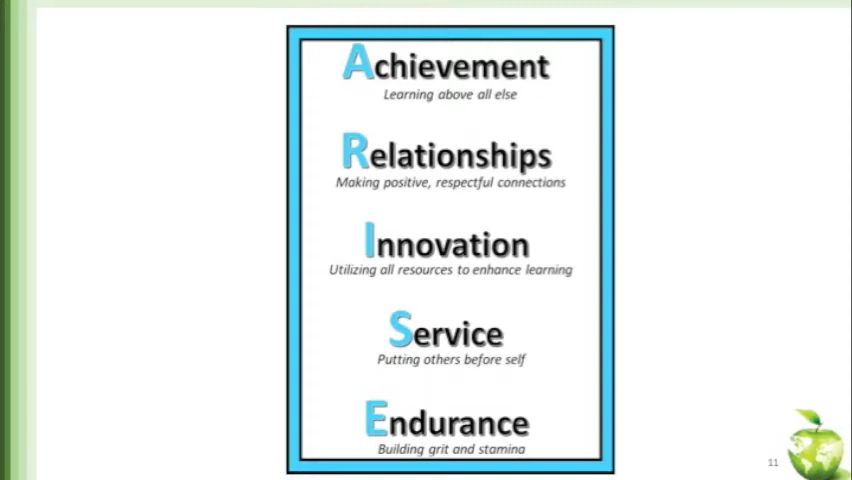 Achievement
Learning above all else
Relationships
Making positive, respectful connections
Innovation
Utilizing all resources to enhance learning
Service
Putting others before self
Endurance
Building grit and stamina
11